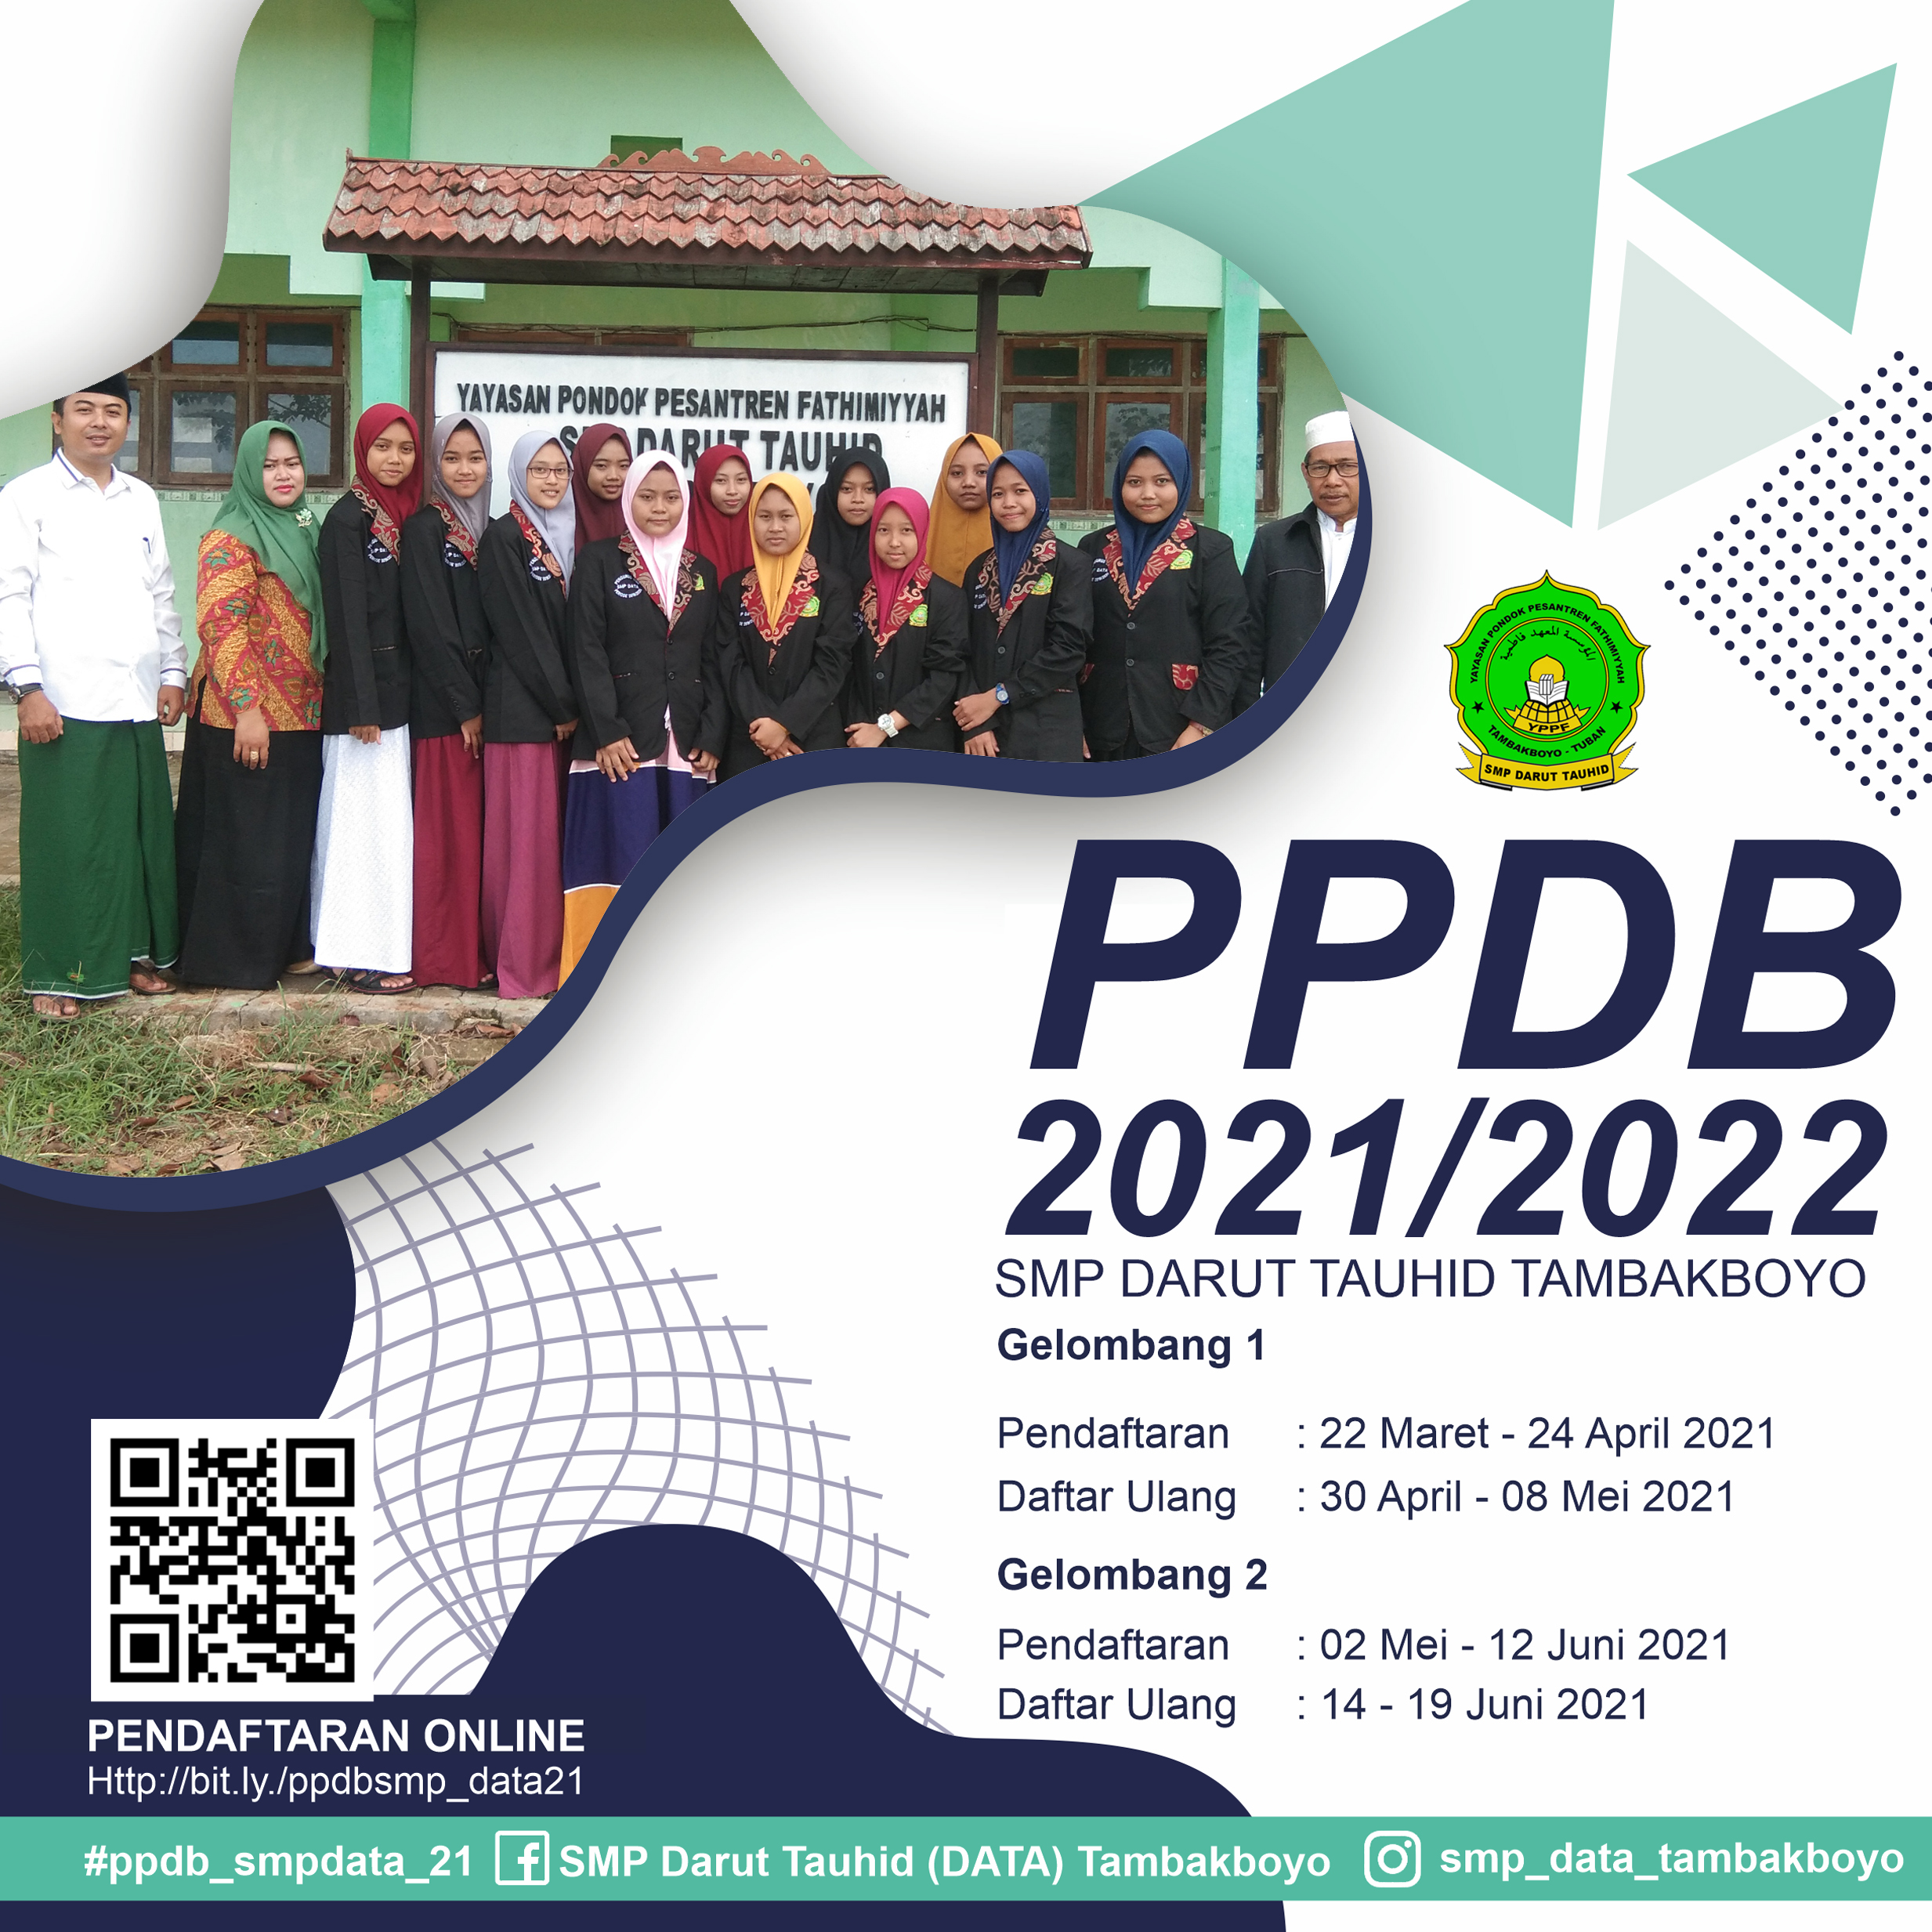 YAYASAN PONDOK PESANTREN FATHIMIYYAH
SMP DARUT TAUHID
YAYASAN PONDOK PESANTREN FATHIMIYYAH
YPPF
TAMBAKBOYO - TUBAN
SMP DARUT TAUHID
PPDB
2021/2022
SMP DARUT TAUHID TAMBAKBOYO
Gelombang 1
Pendaftaran : 22 Maret - 24 April 2021
Daftar Ulang : 30 April - 08 Mei 2021
Gelombang 2
Pendaftaran : 02 Mei - 12 Juni 2021
Daftar Ulang : 14 - 19 Juni 2021
PENDAFTARAN ONLINE
Http://bit.ly./ppdbsmp_data21
#ppdb_smpdata_21 SMP Darut Tauhid (DATA) Tambakboyo smp_data_tambakboyo